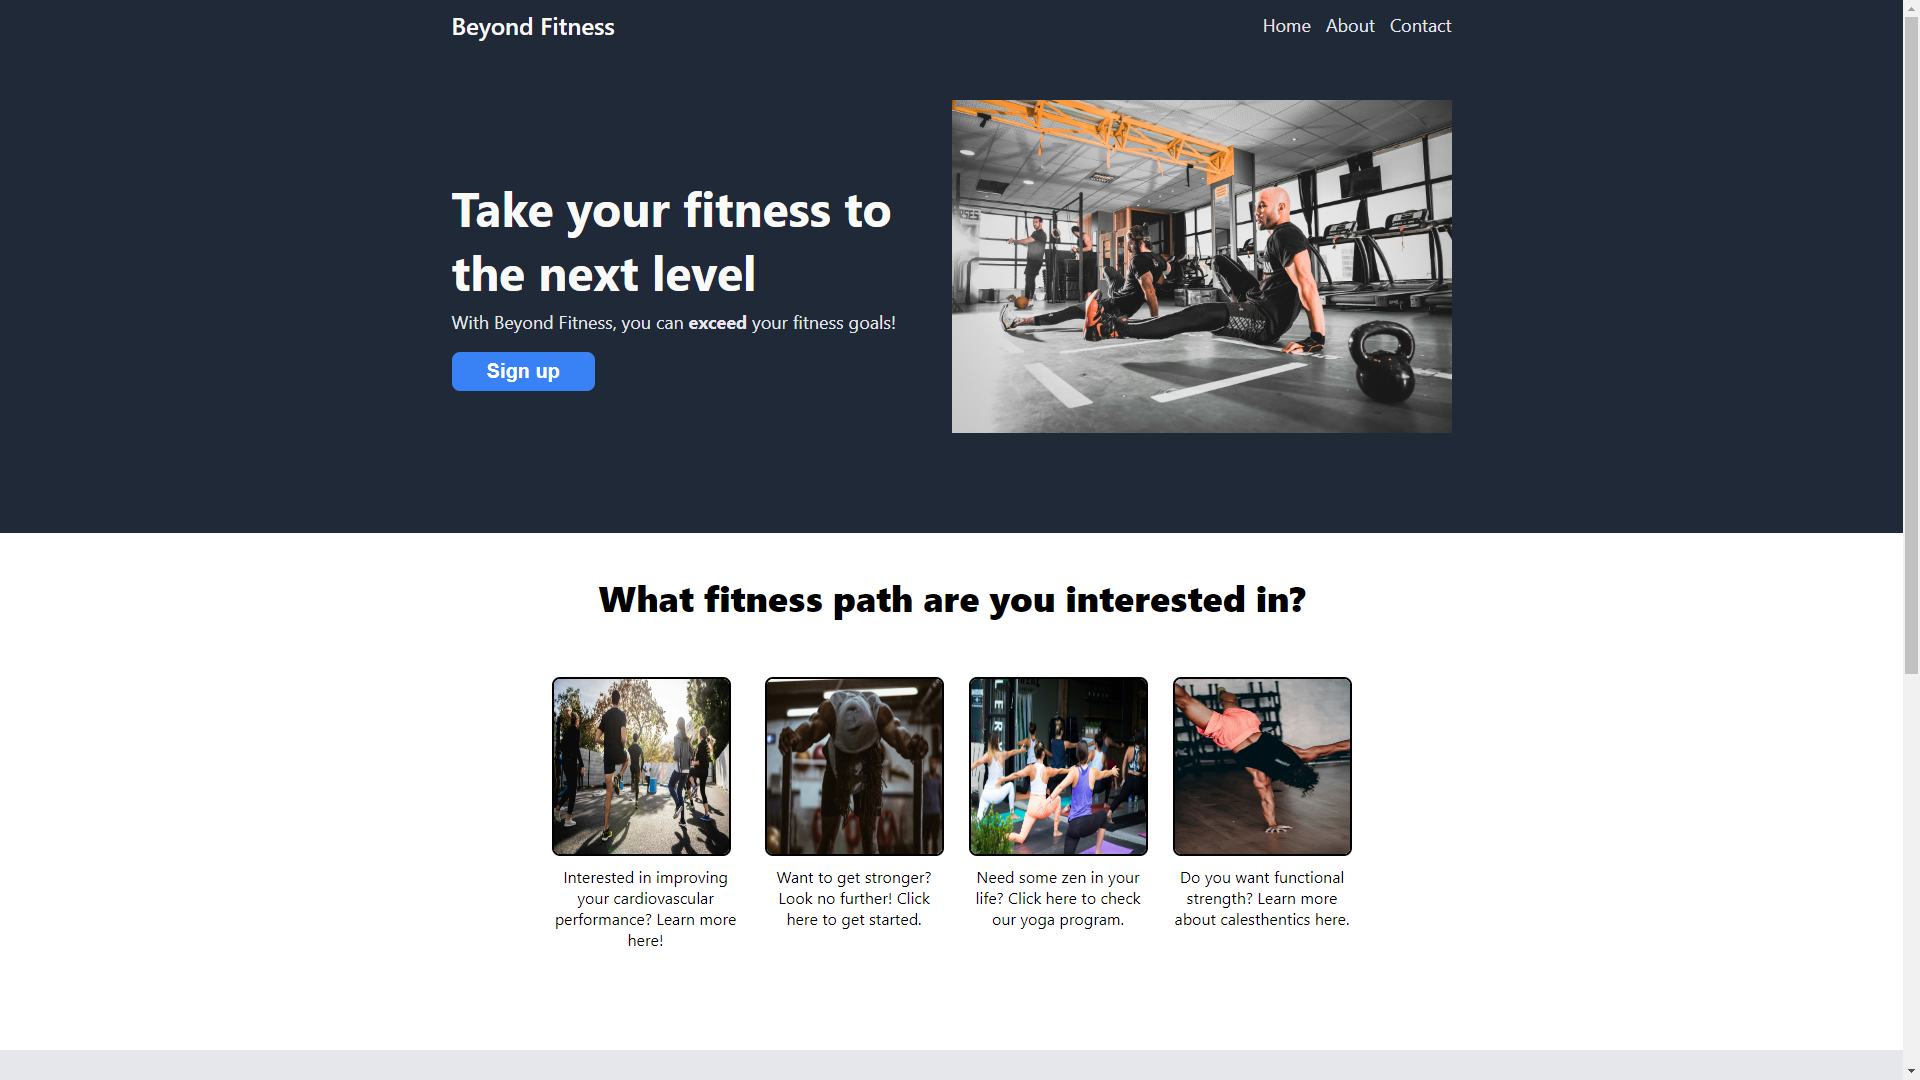 Beyond Fitness
Home About Contact
Take your fitness to
the next level
With Beyond Fitness, you can exceed your fitness goals!
Sign up
What fitness path are you interested in?
Interested in improving
your cardiovascular
performance? Learn more
here!
Want to get stronger?
Look no further! Click
here to get started.
Need some zen in your
life? Click here to check
our yoga program.
Do you want functional
strength? Learn more
about calesthentics here.